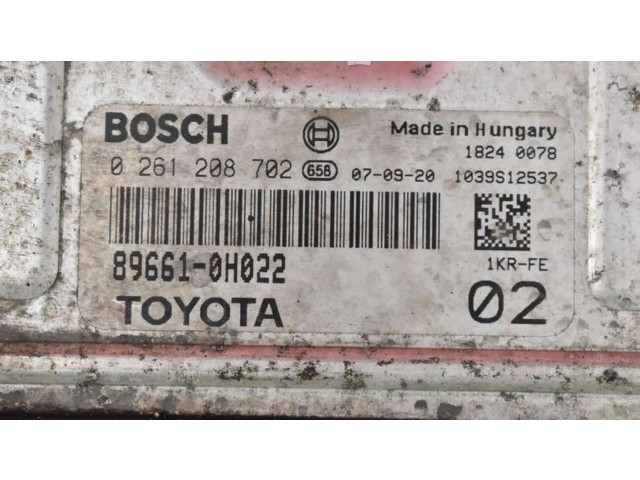 BOSCH
Made in Hungary
1824 0078
0 261 208 702 658 07-09-20 1039S12537
89661-0H022
1KR-FE
TOYOTA
02